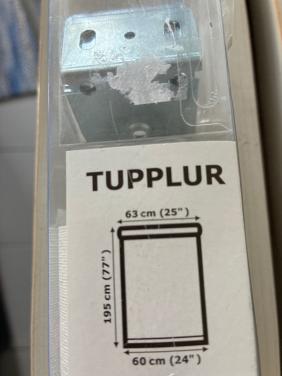 TUPPLUR
63 cm (25")
195 cm (77")
60 cm (24")